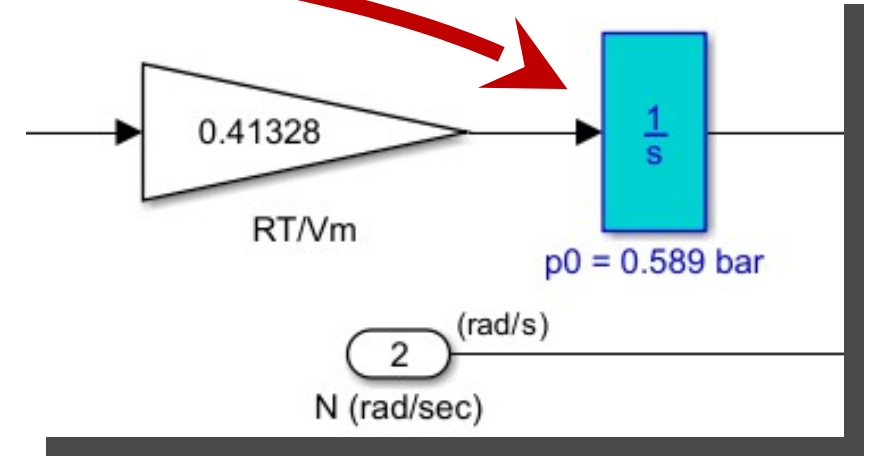 0.41328
RT/Vm
1
s
p0 = 0.589 bar
(rad/s)
2
N (rad/sec)